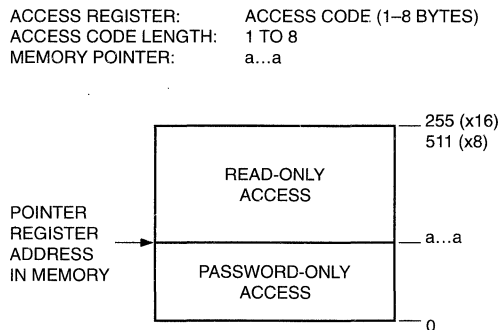 ACCESS REGISTER: ACCESS CODE (1–8 BYTES)
ACCESS CODE LENGTH: 1 TO 8
MEMORY POINTER: a...a
255 (x16)
511 (x8)
READ-ONLY
ACCESS
POINTER
REGISTER
ADDRESS
IN MEMORY
a...a
PASSWORD-ONLY
ACCESS
0